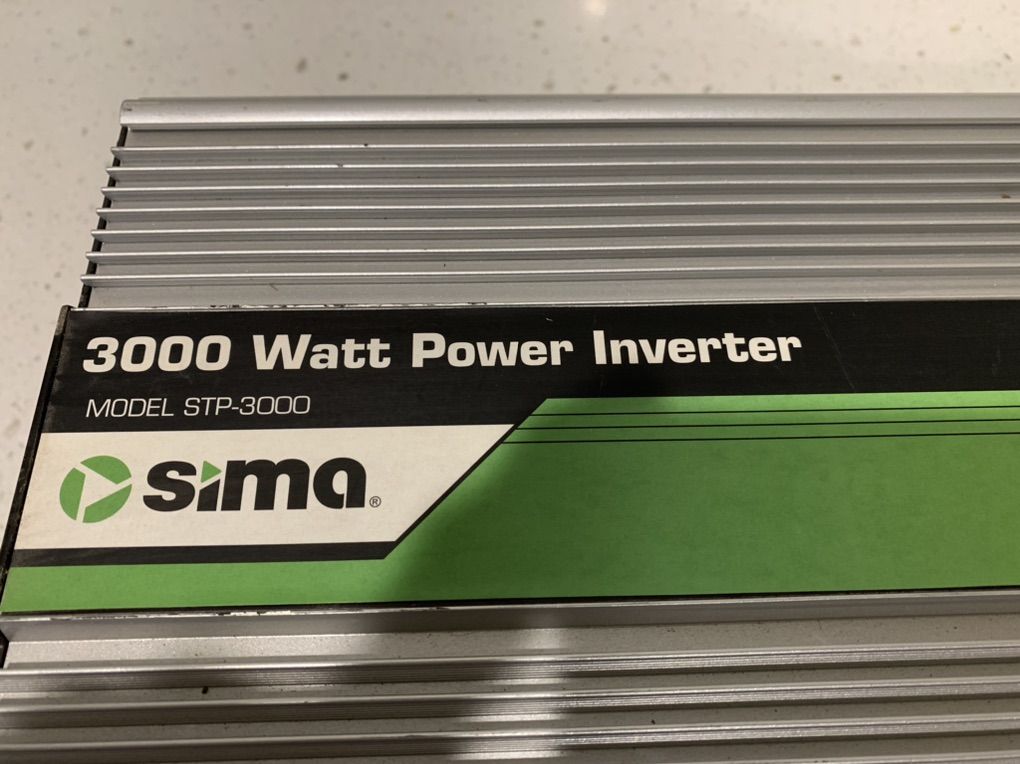 3000 Watt Power Inverter
MODEL STP-3000
sima®